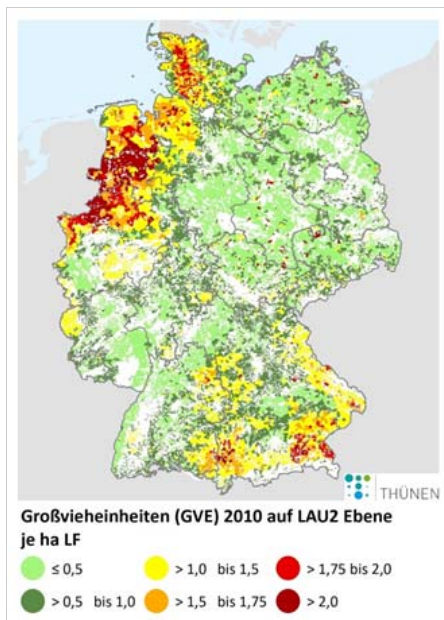 THÜNEN
Großvieheinheiten (GVE) 2010 auf LAU2 Ebene
je ha LF
≤ 0,5 > 1,0 bis 1,5 > 1,75 bis 2,0
> 0,5 bis 1,0 > 1,5 bis 1,75 > 2,0